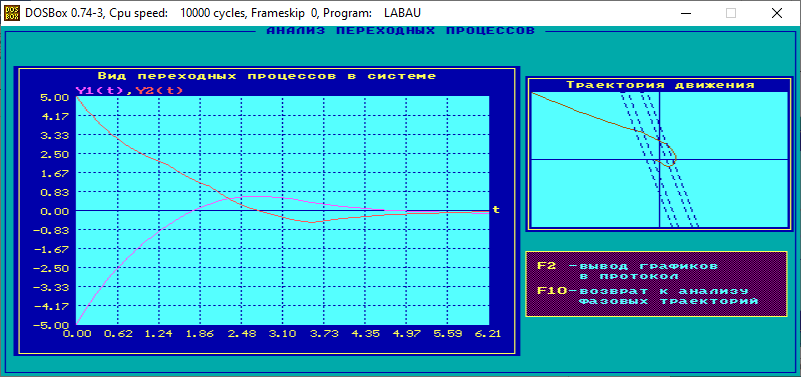 DOSBox 0.74-3, Cpu speed: 10000 cycles, Frameskip 0, Program: LABAU
АНАЛИЗ ПЕРЕХОДНЫХ ПРОЦЕССОВ
Вид переходных процессов в системе
Y1(t),Y2(t)
5.00
4.17
3.33
2.50
1.67
0.83
0.00
-0.83
-1.67
-2.50
-3.33
-4.17
-5.00
t
0.00 0.62 1.24 1.86 2.48 3.10 3.73 4.35 4.97 5.59 6.21
Траектория движения
F2 -вывод графиков
в протокол
F10-возврат к анализу
фазовых траекторий